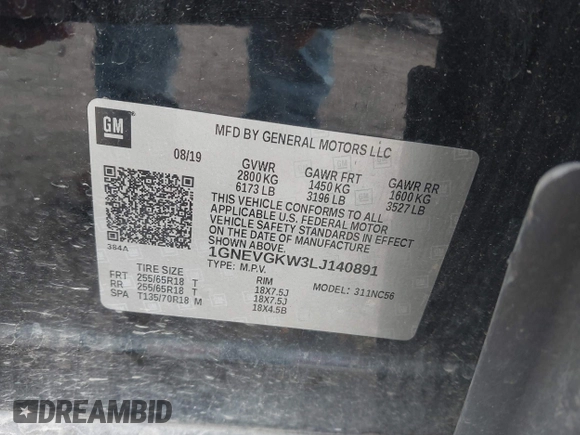 GM
MFD BY GENERAL MOTORS LLC
08/19 GVWR GAWR FRT GAWR RR
2800 KG 1450 KG 1600 KG
6173 LB 3196 LB 3527 LB
THIS VEHICLE CONFORMS TO ALL
APPLICABLE U.S. FEDERAL MOTOR
VEHICLE SAFETY STANDARDS IN EFFECT
ON THE DATE OF MANUFACTURE
SHOWN ABOVE.
384A
1GNEVGKW3LJ140891
TYPE: M.P.V. MODEL: 311NC56
TIRE SIZE RIM
FRT 255/65R18 T 18X7.5J
RR 255/65R18 T 18X7.5J
SPA T135/70R18 M 18X4.5B
DREAMBID